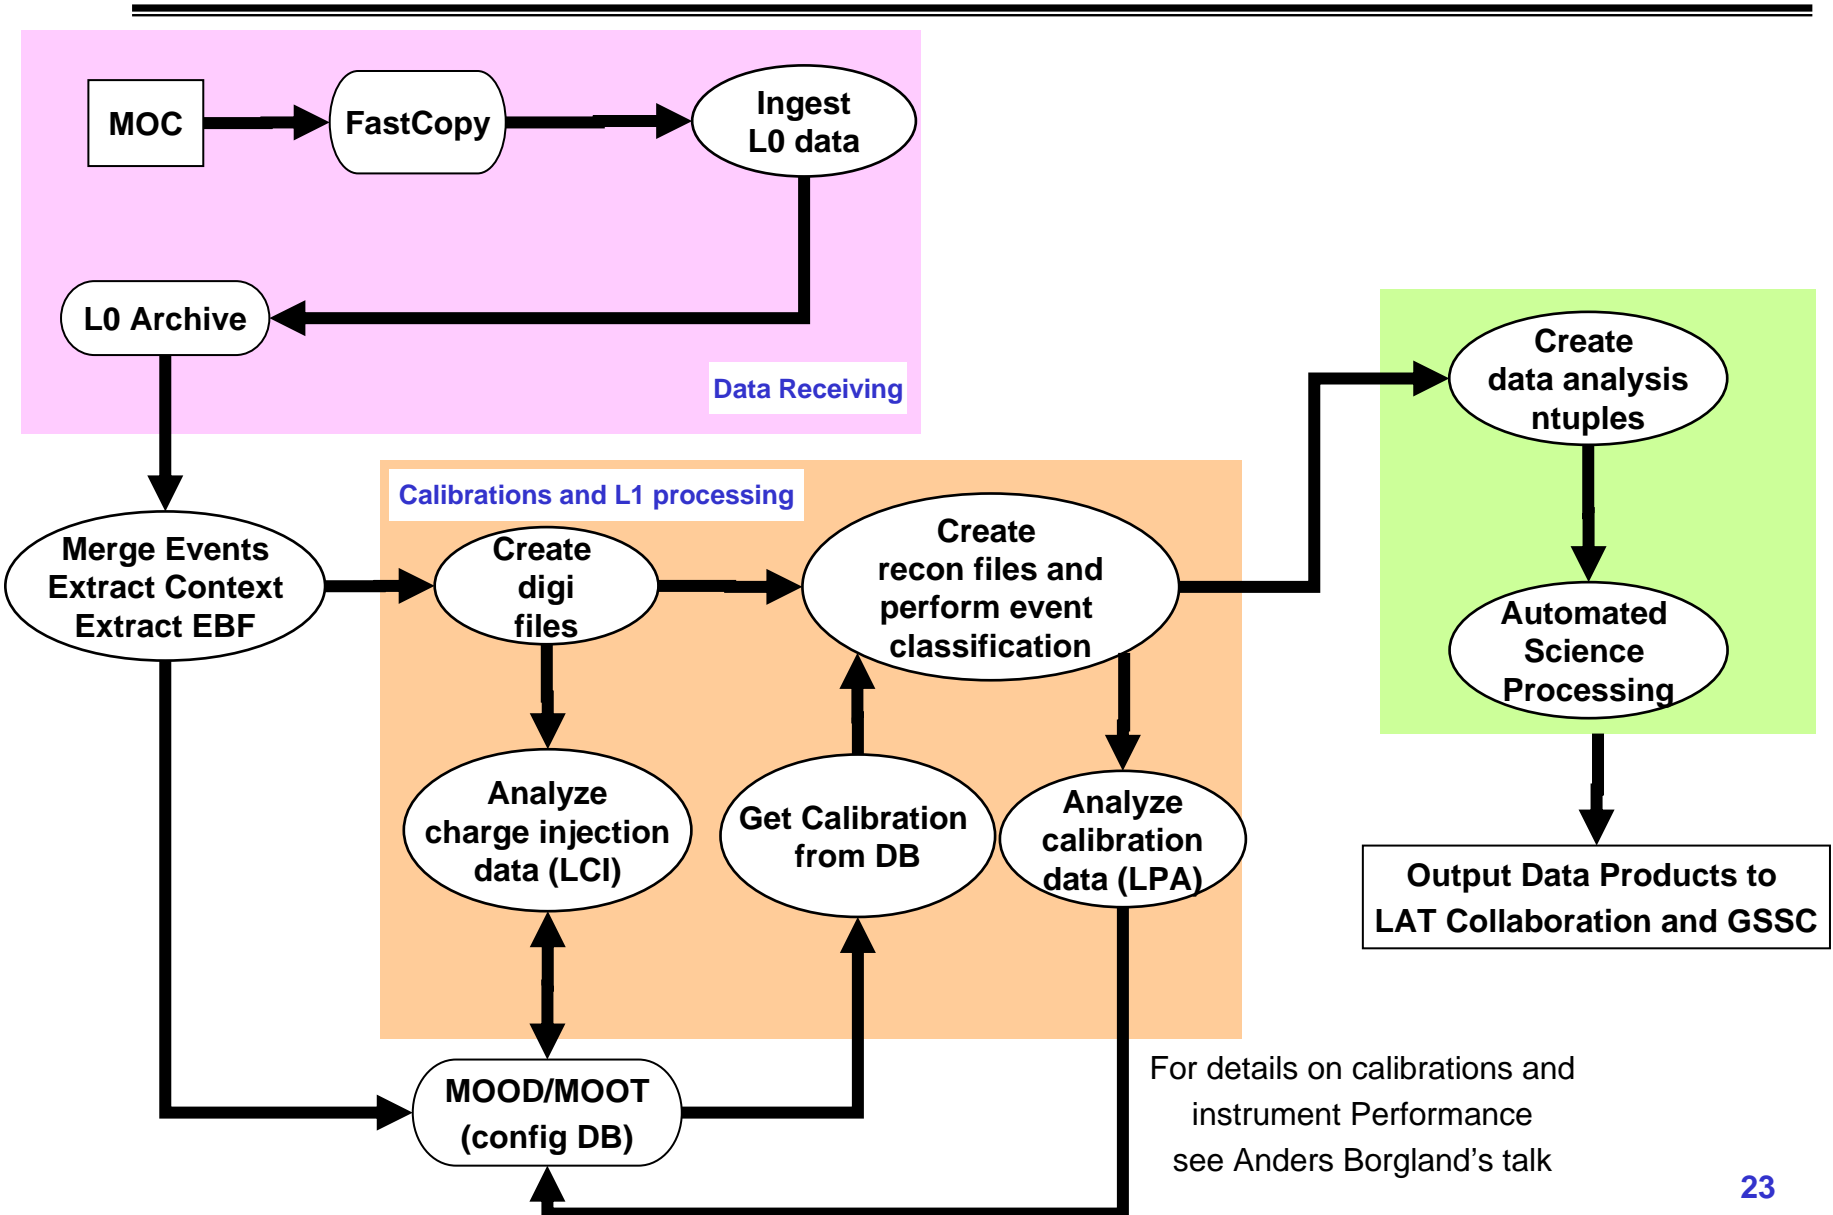 MOC
FastCopy
Ingest
L0 data
L0 Archive
Data Receiving
Merge Events
Extract Context
Extract EBF
Calibrations and L1 processing
Create
digi
files
Create
recon files and
perform event
classification
Analyze
charge injection
data (LCI)
Get Calibration
from DB
Analyze
calibration
data (LPA)
MOOD/MOOT
(config DB)
Create
data analysis
ntuples
Automated
Science
Processing
Output Data Products to
LAT Collaboration and GSSC
For details on calibrations and
instrument Performance
see Anders Borgland's talk
23